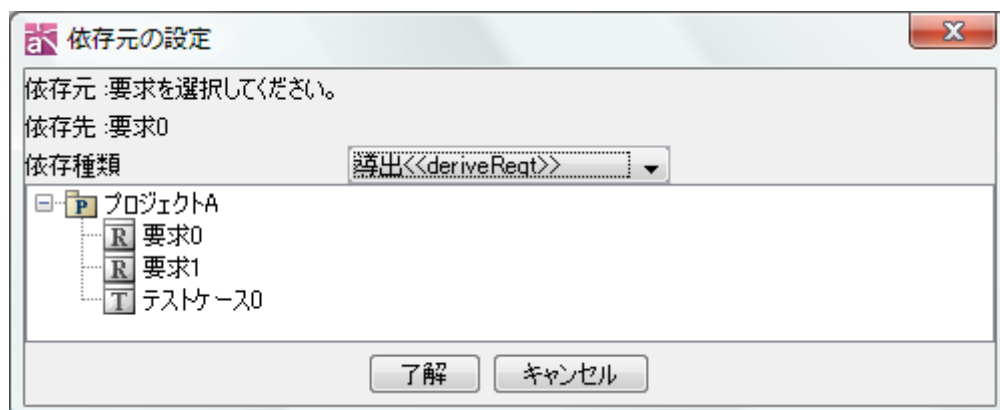 依存元の設定
依存元 :要求を選択してください。
依存先 :要求0
依存種類 導出<<deriveReqt>>
プロジェクトA
R 要求0
R 要求1
T テストケース0
了解 キャンセル